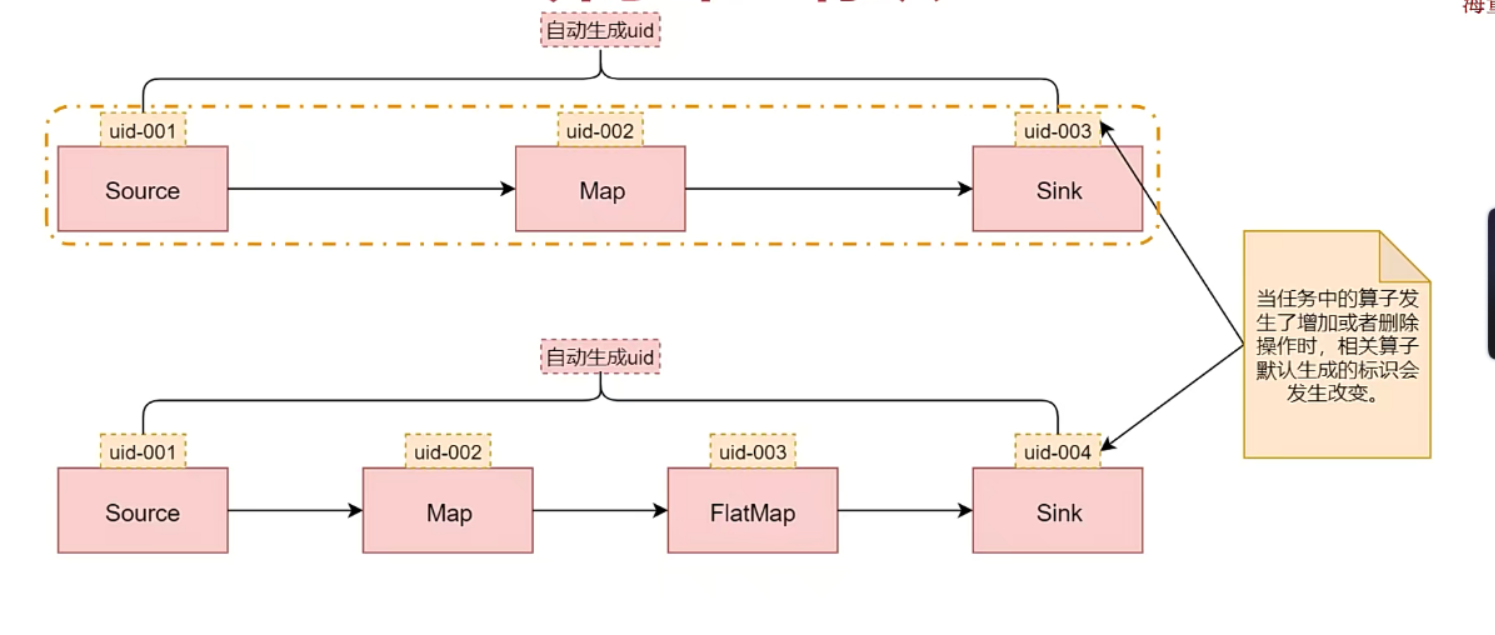 自动生成uid
uid-001
uid-002
uid-003
Source
Map
Sink
当任务中的算子发
生了增加或者删除
操作时，相关算子
默认生成的标识会
发生改变。
自动生成uid
uid-001
uid-002
uid-003
uid-004
Source
Map
FlatMap
Sink